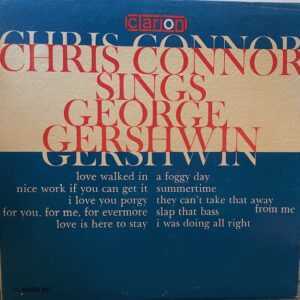 clarion
CHRIS CONNOR
CHRIS CONNOR
SINGS
GEORGE
GERSHWIN
GERSHWIN
love walked in
nice work if you can get it
i love you porgy
for you, for me, for evermore
love is here to stay
a foggy day
summertime
they can't take that away
from me
slap that bass
i was doing all right
CLARION 611